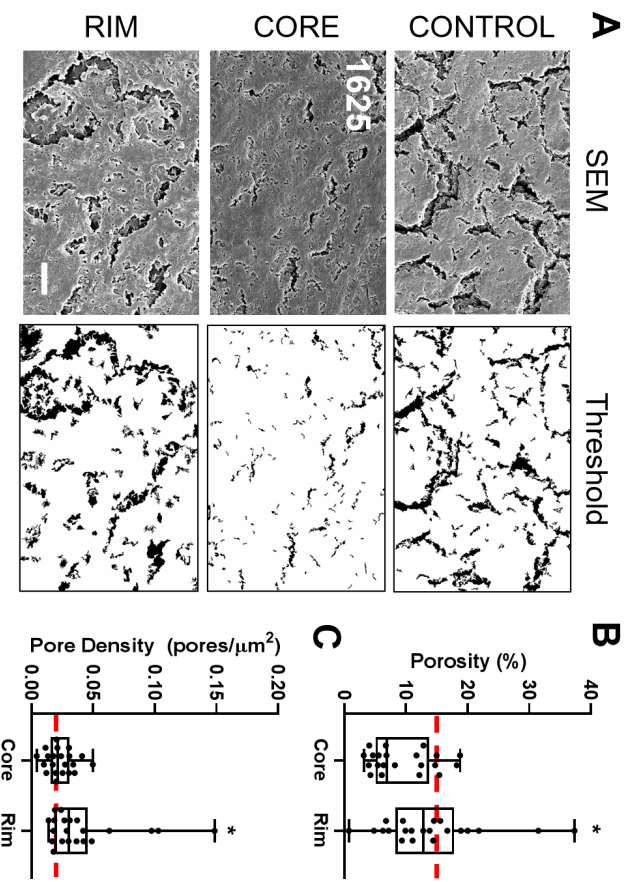 A
SEM
Threshold
CONTROL
CORE
RIM
1625
B
Porosity (%)
40
30
20
10
0
*
Core
Rim
C
Pore Density (pores/μm²)
0.20
0.15
0.10
0.05
0.00
*
Core
Rim